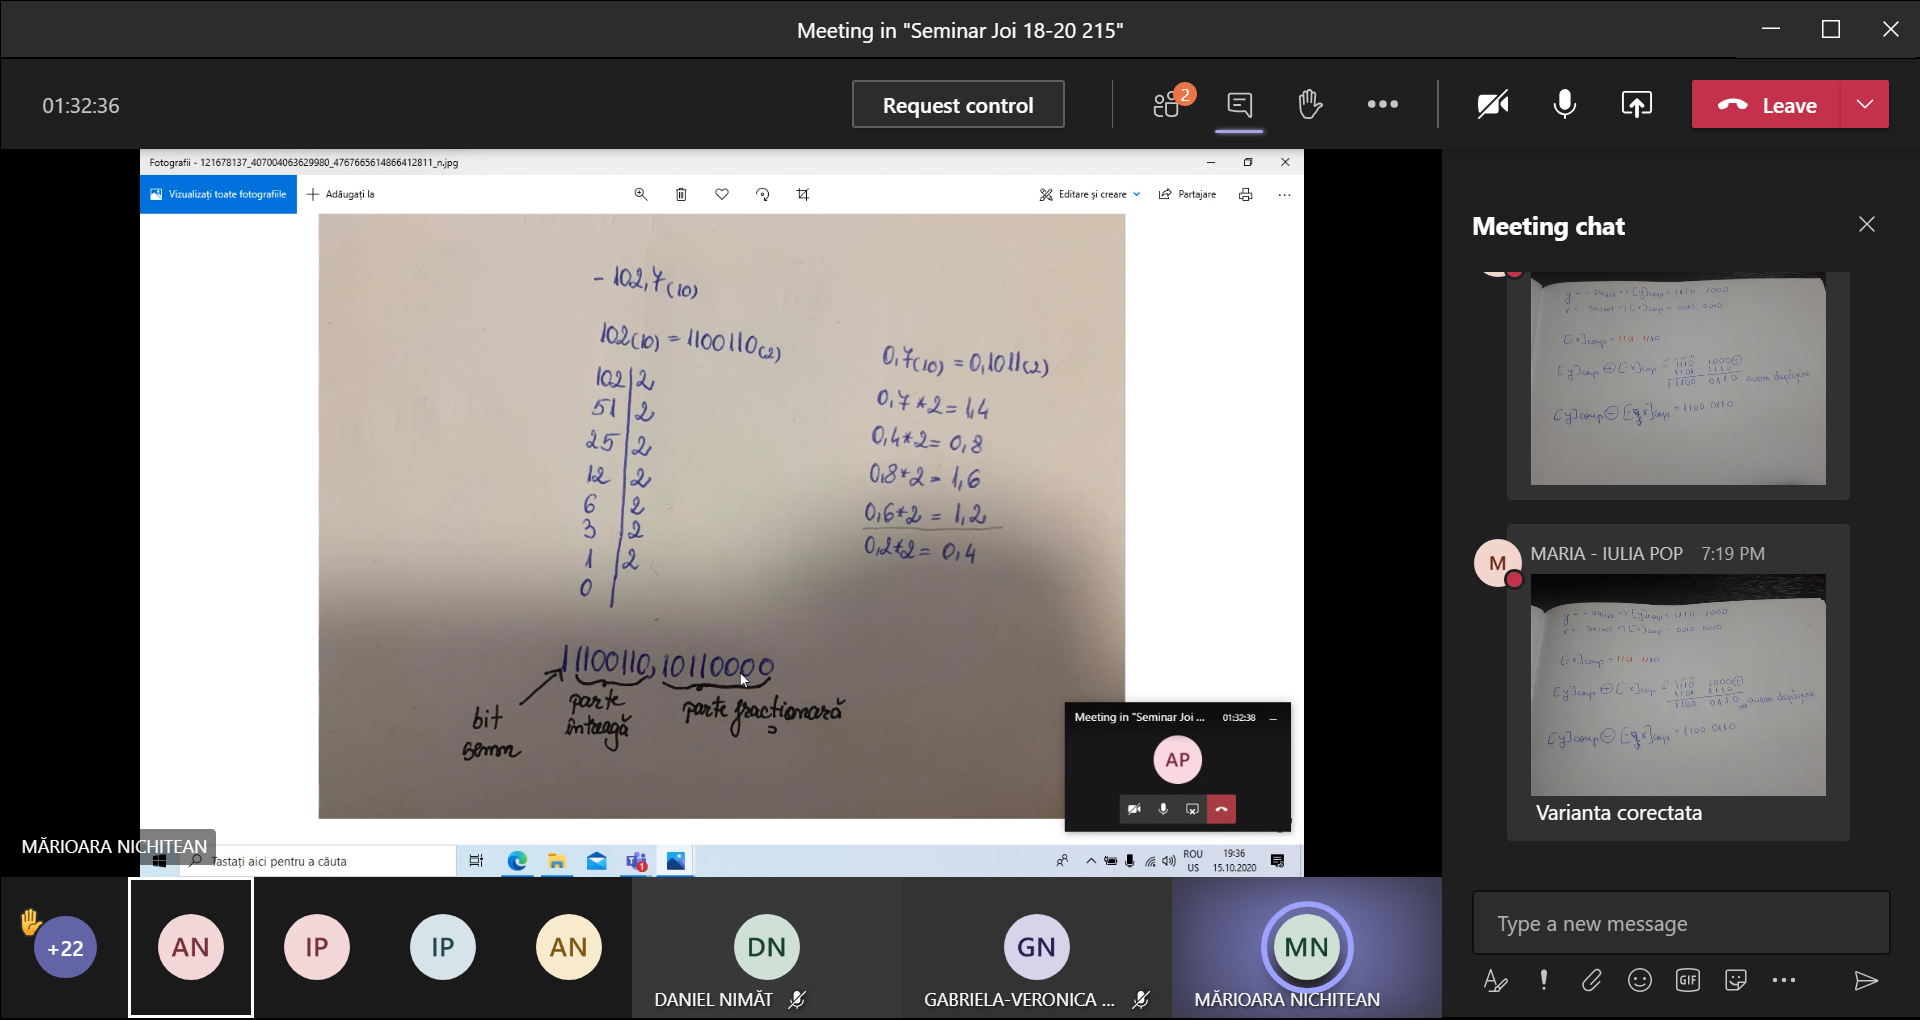 Meeting in "Seminar Joi 18-20 215"
01:32:36
Request control
2
Leave
Fotografii - 121678137_407004063629980_4767665614866412811_n.jpg
Vizualizați toate fotografiile
Adăugați la
Editare și creare
Partajare
- 102,7(10)
102(10) = 1100110(2)
102 | 2
51 | 2
25 | 2
12 | 2
6 | 2
3 | 2
1 | 2
0
0,7(10) = 0,1011(2)
0,7*2=1,4
0,4*2= 0,8
0,8*2= 1,6
0,6*2 = 1,2
0,2*2= 0,4
11100110,10110000
bit
semn
parte
întreagă
parte fracționară
Meeting in "Seminar Joi ...
01:32:38
AP
MĂRIOARA NICHITEAN
Tastați aici pentru a căuta
1
ROU
US
19:36
15.10.2020
+22
AN
IP
IP
AN
DN
DANIEL NIMĂT
GN
GABRIELA-VERONICA ...
MN
MĂRIOARA NICHITEAN
Meeting chat
M
MARIA - IULIA POP
7:19 PM
Varianta corectata
Type a new message
GIF